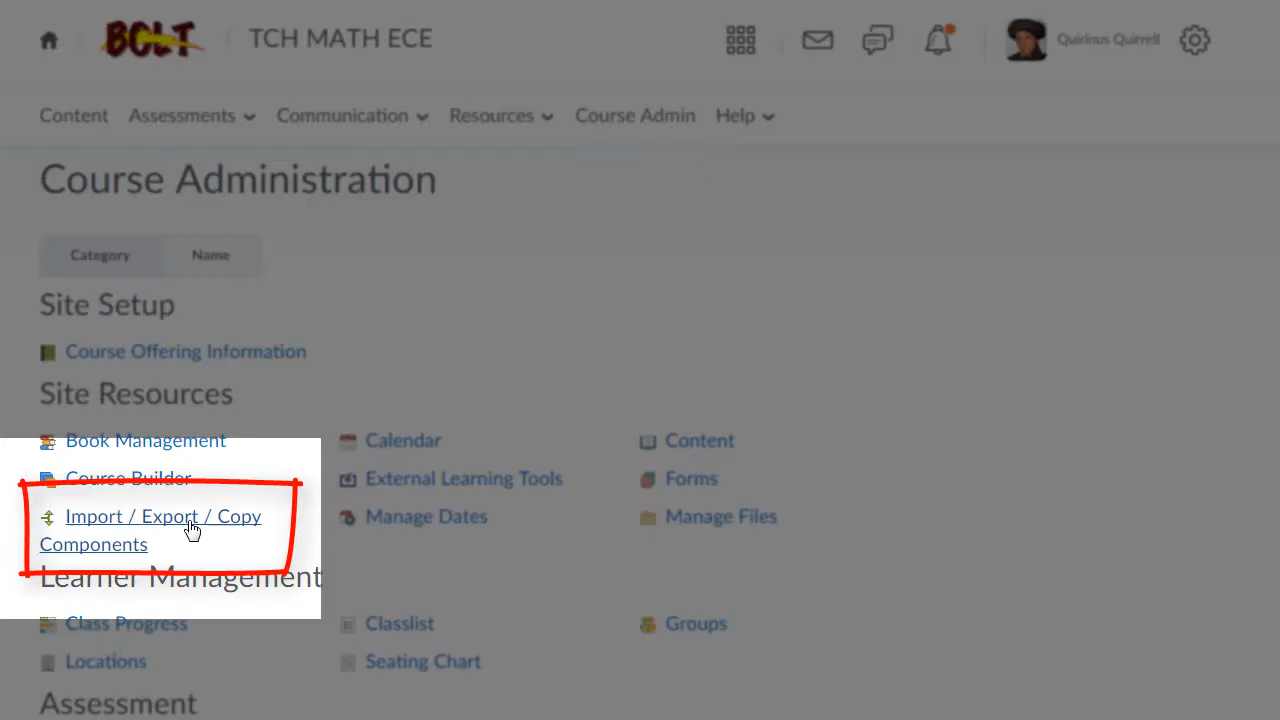 BOLT TCH MATH ECE Quirinus Quirrell
Content Assessments Communication Resources Course Admin Help
Course Administration
Category Name
Site Setup
Course Offering Information
Site Resources
Book Management Calendar Content
Course Builder External Learning Tools Forms
Import / Export / Copy Manage Dates Manage Files
Components
Learner Management
Class Progress Classlist Groups
Locations Seating Chart
Assessment